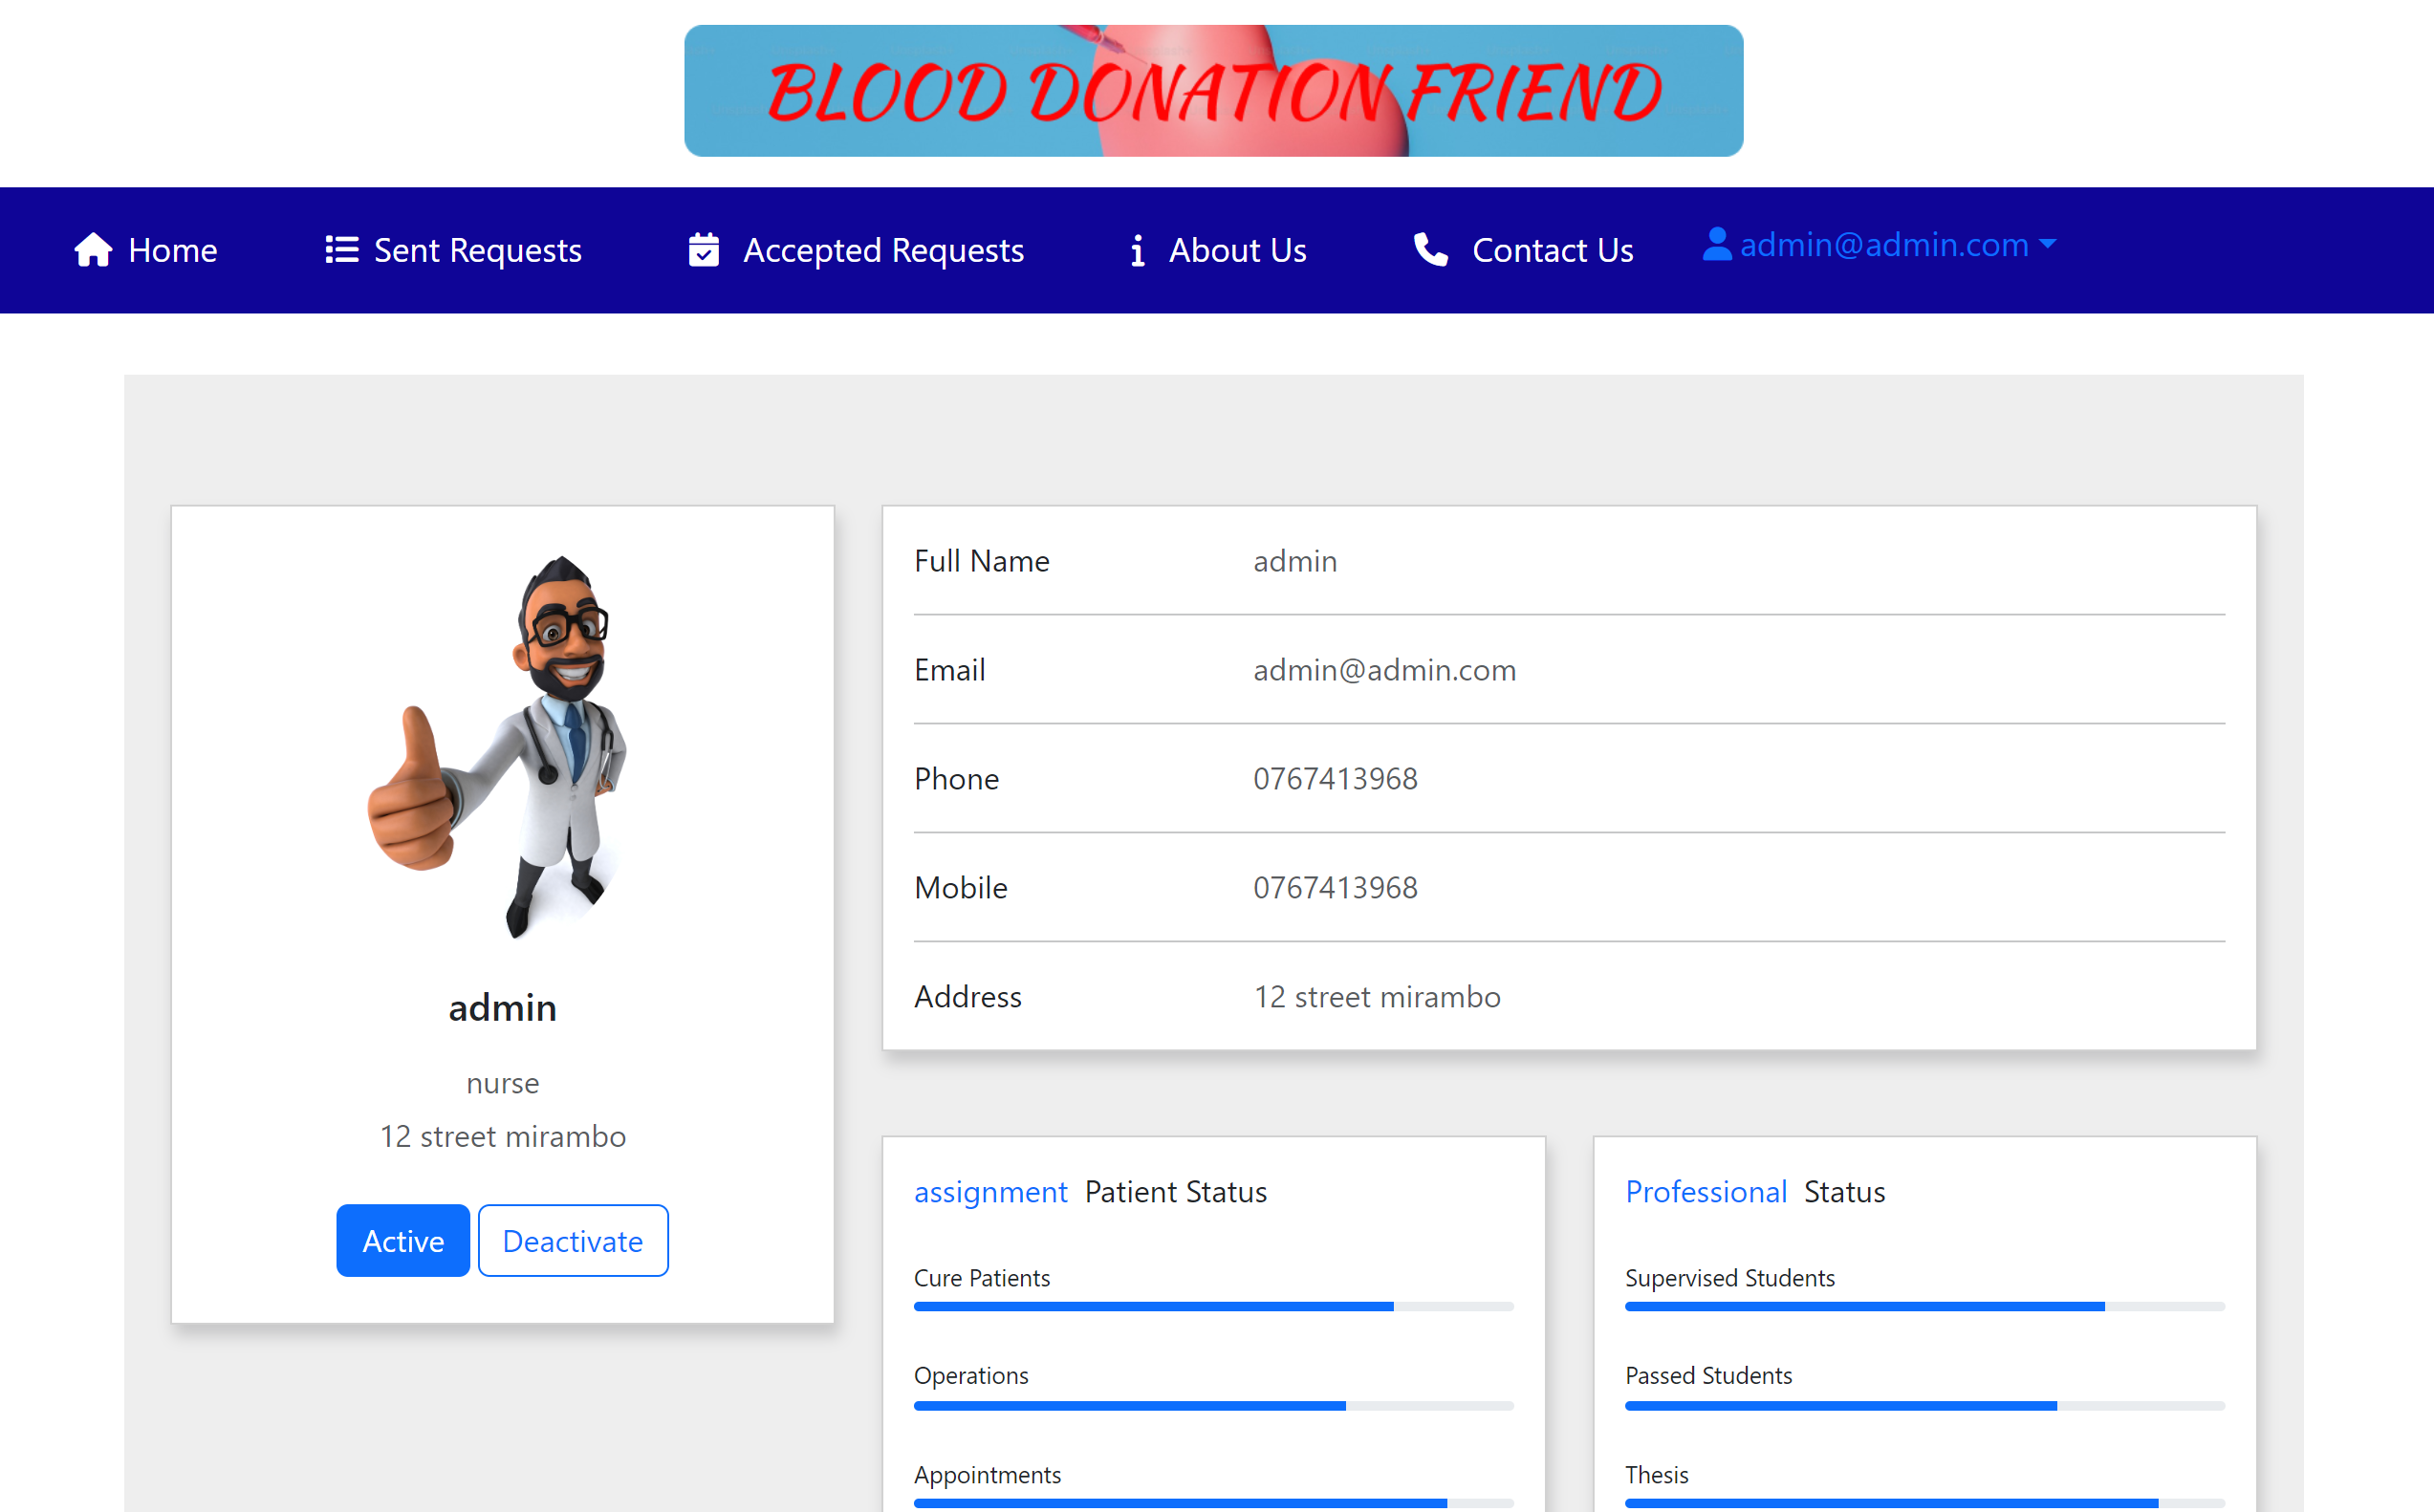 BLOOD DONATION FRIEND
Home Sent Requests Accepted Requests About Us Contact Us admin@admin.com
Full Name admin
Email admin@admin.com
Phone 0767413968
Mobile 0767413968
Address 12 street mirambo
admin
nurse
12 street mirambo
Active Deactivate
assignment Patient Status
Cure Patients
Operations
Appointments
Professional Status
Supervised Students
Passed Students
Thesis